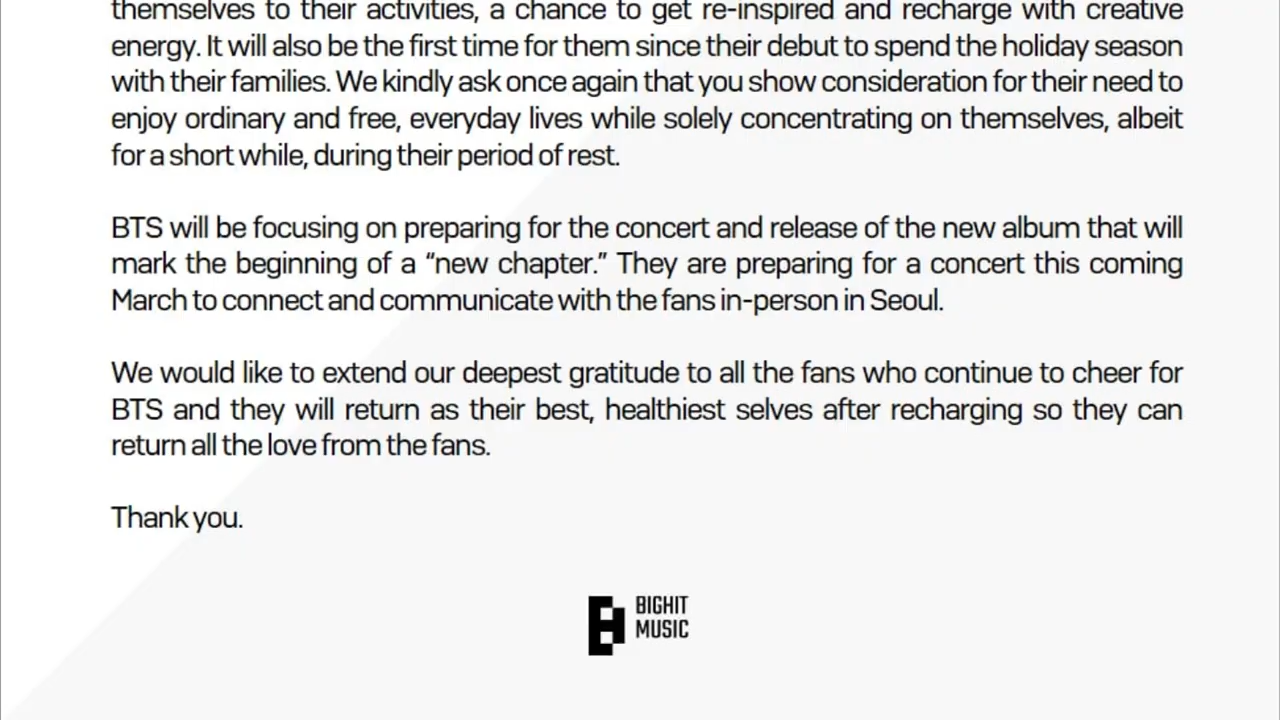 themselves to their activities, a chance to get re-inspired and recharge with creative
energy. It will also be the first time for them since their debut to spend the holiday season
with their families. We kindly ask once again that you show consideration for their need to
enjoy ordinary and free, everyday lives while solely concentrating on themselves, albeit
for a short while, during their period of rest.
BTS will be focusing on preparing for the concert and release of the new album that will
mark the beginning of a “new chapter.” They are preparing for a concert this coming
March to connect and communicate with the fans in-person in Seoul.
We would like to extend our deepest gratitude to all the fans who continue to cheer for
BTS and they will return as their best, healthiest selves after recharging so they can
return all the love from the fans.
Thank you.
BIGHIT
MUSIC